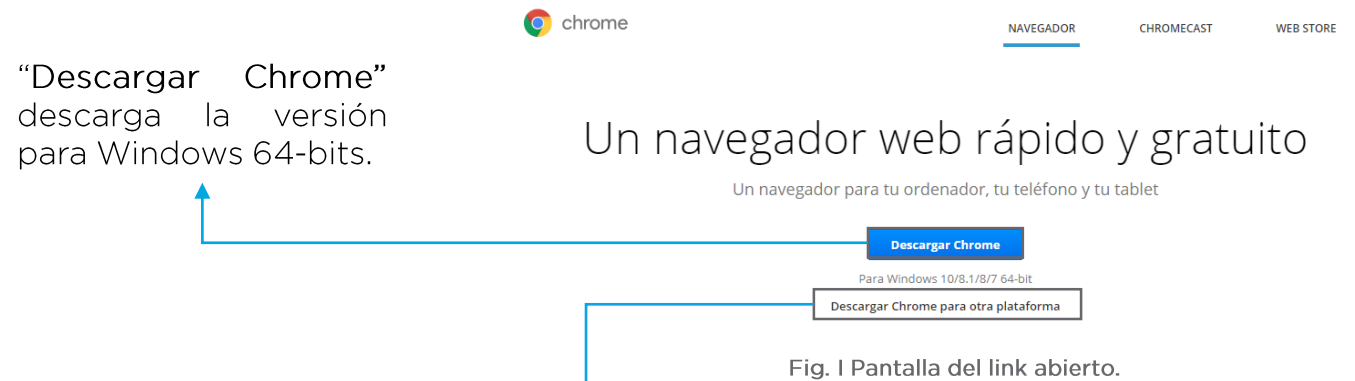 chrome
NAVEGADOR CHROMECAST WEB STORE
“Descargar Chrome”
descarga la versión
para Windows 64-bits.
Un navegador web rápido y gratuito
Un navegador para tu ordenador, tu teléfono y tu tablet
Descargar Chrome
Para Windows 10/8.1/8/7 64-bit
Descargar Chrome para otra plataforma
Fig. I Pantalla del link abierto.